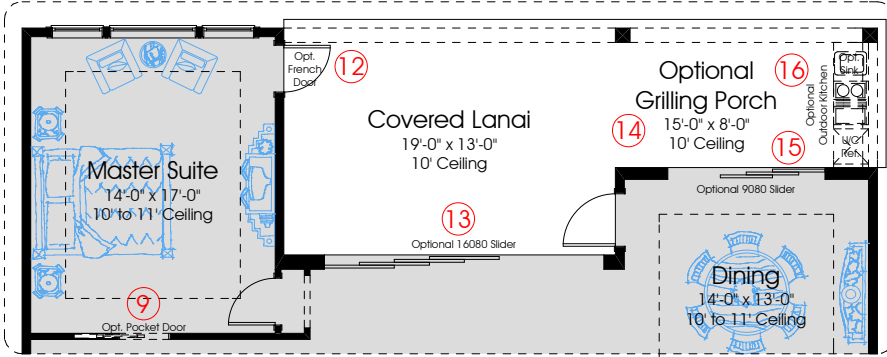 Opt.
French
Door
12
Covered Lanai
19'-0" x 13'-0"
10' Ceiling
Optional
Grilling Porch
15'-0" x 8'-0"
10' Ceiling
14
16
15
Optional
Outdoor Kitchen
Opt.
Sink
U/C
Ref.
Master Suite
14'-0" x 17'-0"
10' to 11' Ceiling
13
Optional 16080 Slider
Optional 9080 Slider
9
Opt. Pocket Door
Dining
14'-0" x 13'-0"
10' to 11' Ceiling